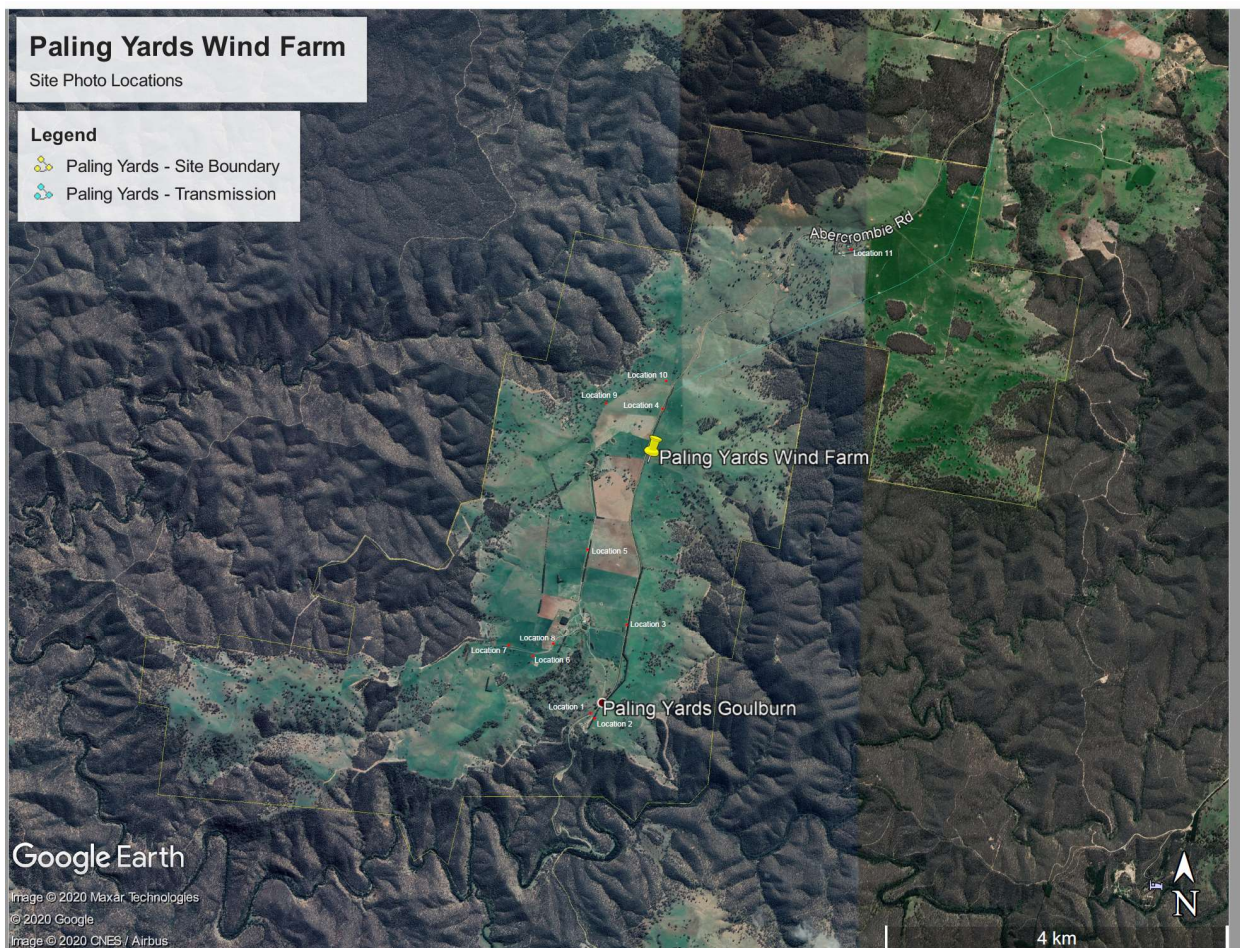 Paling Yards Wind Farm
Site Photo Locations
Legend
Paling Yards - Site Boundary
Paling Yards - Transmission
Abercrombie Rd
Location 11
Location 10
Location 9
Location 4
Paling Yards Wind Farm
Location 5
Location 3
Location 8
Location 7
Location 6
Location 1
Paling Yards Goulburn
Location 2
Google Earth
Image © 2020 Maxar Technologies
© 2020 Google
Image © 2020 CNES / Airbus
N
4 km